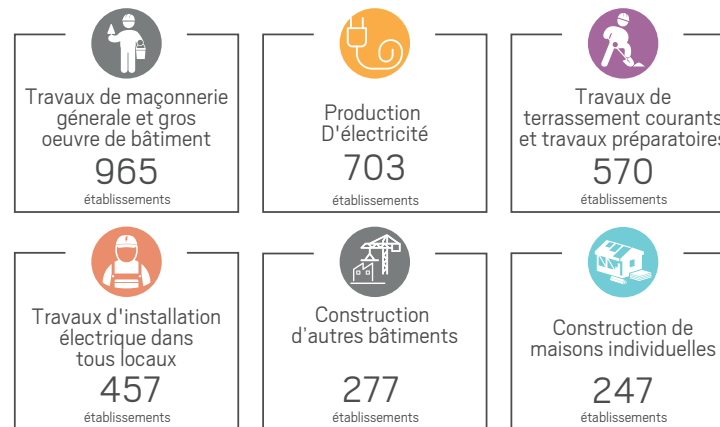 Travaux de maçonnerie
génerale et gros
oeuvre de bâtiment
965
établissements
Production
D'électricité
703
établissements
Travaux de
terrassement courants
et travaux préparatoires
570
établissements
Travaux d'installation
électrique dans
tous locaux
457
établissements
Construction
d’autres bâtiments
277
établissements
Construction de
maisons individuelles
247
établissements